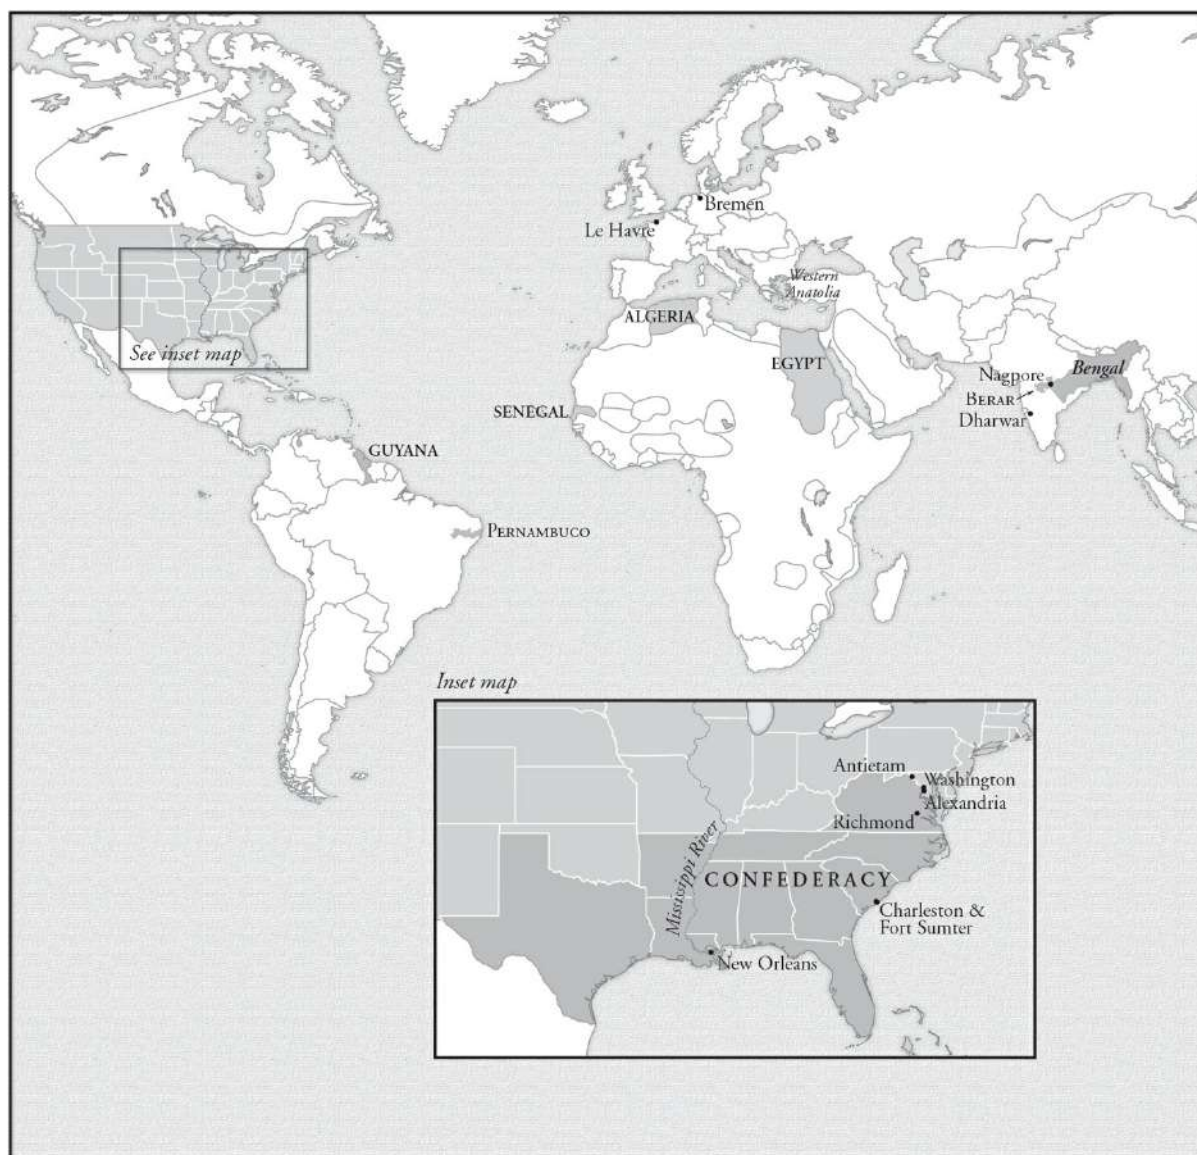 Bremen
Le Havre
Western
Anatolia
ALGERIA
EGYPT
See inset map
Bengal
Nagpore
BERAR
Dharwar
SENEGAL
GUYANA
PERNAMBUCO
Inset map
Antietam
Washington
Alexandria
Richmond
Mississippi River
CONFEDERACY
Charleston &
Fort Sumter
New Orleans